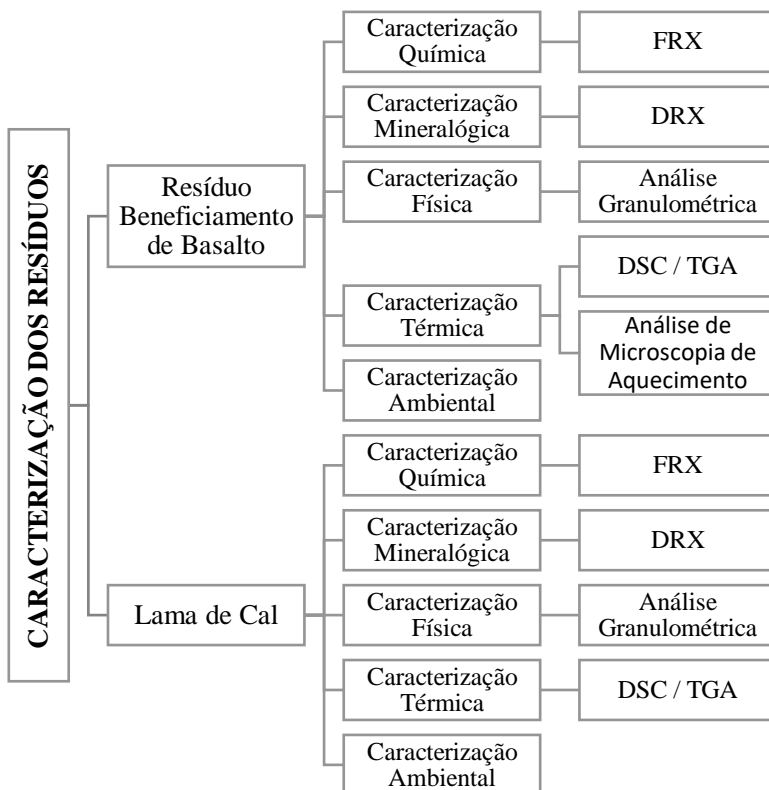 CARACTERIZAÇÃO DOS RESÍDUOS
Resíduo
Beneficiamento
de Basalto
Caracterização
Química
FRX
Caracterização
Mineralógica
DRX
Caracterização
Física
Análise
Granulométrica
Caracterização
Térmica
DSC / TGA
Análise de
Microscopia de
Aquecimento
Caracterização
Ambiental
Lama de Cal
Caracterização
Química
FRX
Caracterização
Mineralógica
DRX
Caracterização
Física
Análise
Granulométrica
Caracterização
Térmica
DSC / TGA
Caracterização
Ambiental